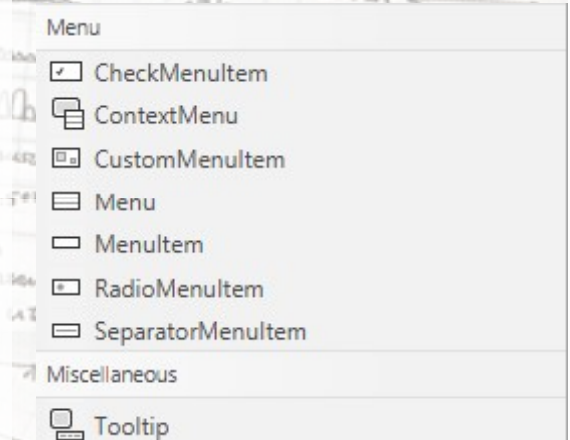 Menu
CheckMenuItem
ContextMenu
CustomMenuItem
Menu
MenuItem
RadioMenuItem
SeparatorMenuItem
Miscellaneous
Tooltip